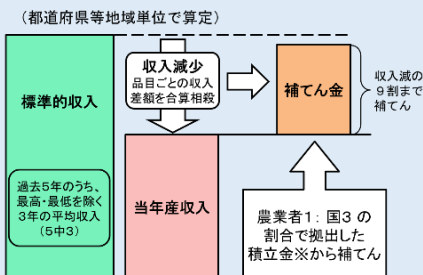 （都道府県等地域単位で算定）
標準的収入
過去５年のうち、
最高・最低を除く
３年の平均収入
（５中３）
収入減少
品目ごとの収入
差額を合算相殺
当年産収入
補てん金
収入減の
９割まで
補てん
農業者１：国３の
割合で拠出した
積立金※から補てん